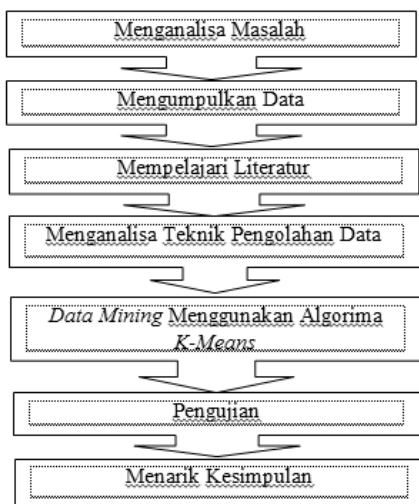 Menganalisa Masalah
Mengumpulkan Data
Mempelajari Literatur
Menganalisa Teknik Pengolahan Data
Data Mining Menggunakan Algorima
K-Means
Pengujian
Menarik Kesimpulan